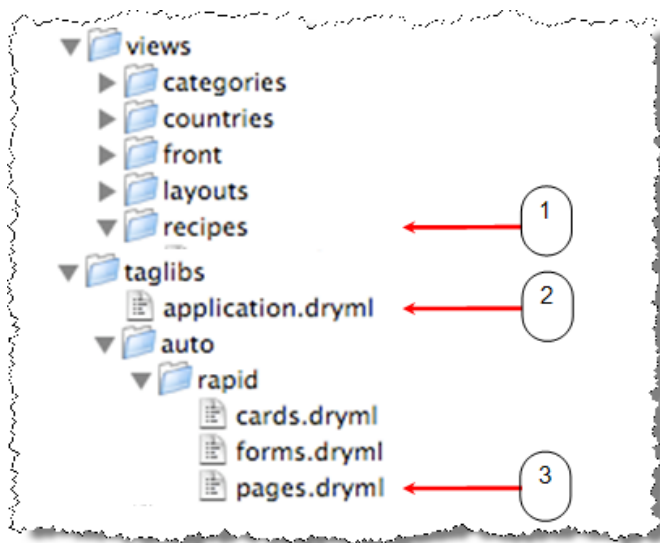 views
categories
countries
front
layouts
recipes
1
taglibs
application.dryml
2
auto
rapid
cards.dryml
forms.dryml
pages.dryml
3